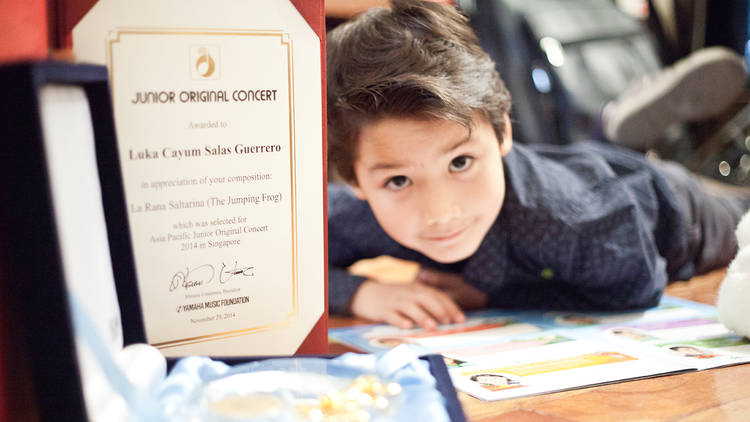 JUNIOR ORIGINAL CONCERT
Awarded to
Luka Cayum Salas Guerrero
in appreciation of your composition:
La Rana Saltarina (The Jumping Frog)
which was selected for
Asia Pacific Junior Original Concert
2014 in Singapore
YAMAHA MUSIC FOUNDATION
November 29, 2014